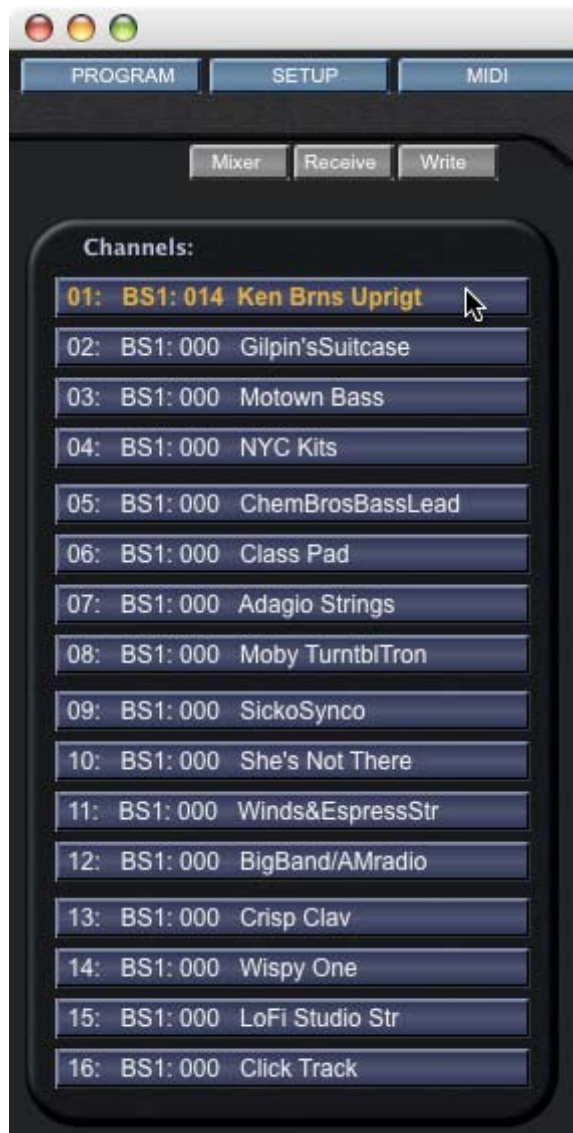 PROGRAM SETUP MIDI
Mixer Receive Write
Channels:
01: BS1: 014 Ken Brns Uprigt
02: BS1: 000 Gilpin'sSuitcase
03: BS1: 000 Motown Bass
04: BS1: 000 NYC Kits
05: BS1: 000 ChemBrosBassLead
06: BS1: 000 Class Pad
07: BS1: 000 Adagio Strings
08: BS1: 000 Moby TurntblTron
09: BS1: 000 SickoSynco
10: BS1: 000 She's Not There
11: BS1: 000 Winds&EspressStr
12: BS1: 000 BigBand/AMradio
13: BS1: 000 Crisp Clav
14: BS1: 000 Wispy One
15: BS1: 000 LoFi Studio Str
16: BS1: 000 Click Track